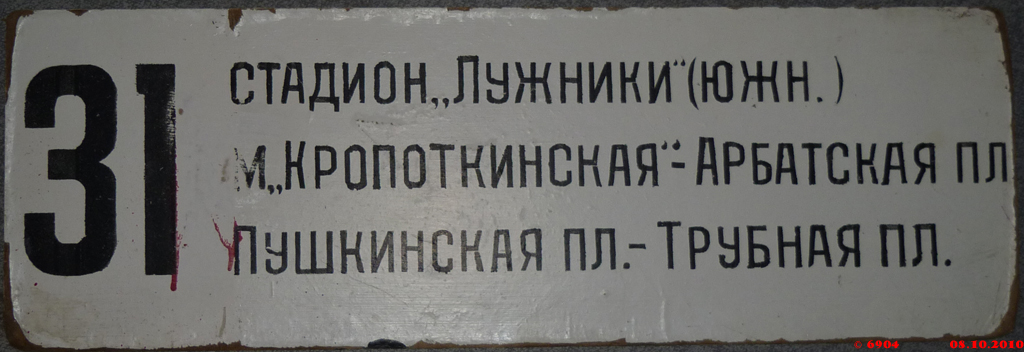 31
СТАДИОН „ЛУЖНИКИ“ (ЮЖН.)
М. „КРОПОТКИНСКАЯ“ - АРБАТСКАЯ ПЛ
ПУШКИНСКАЯ ПЛ. - ТРУБНАЯ ПЛ.
© 6904 08.10.2010